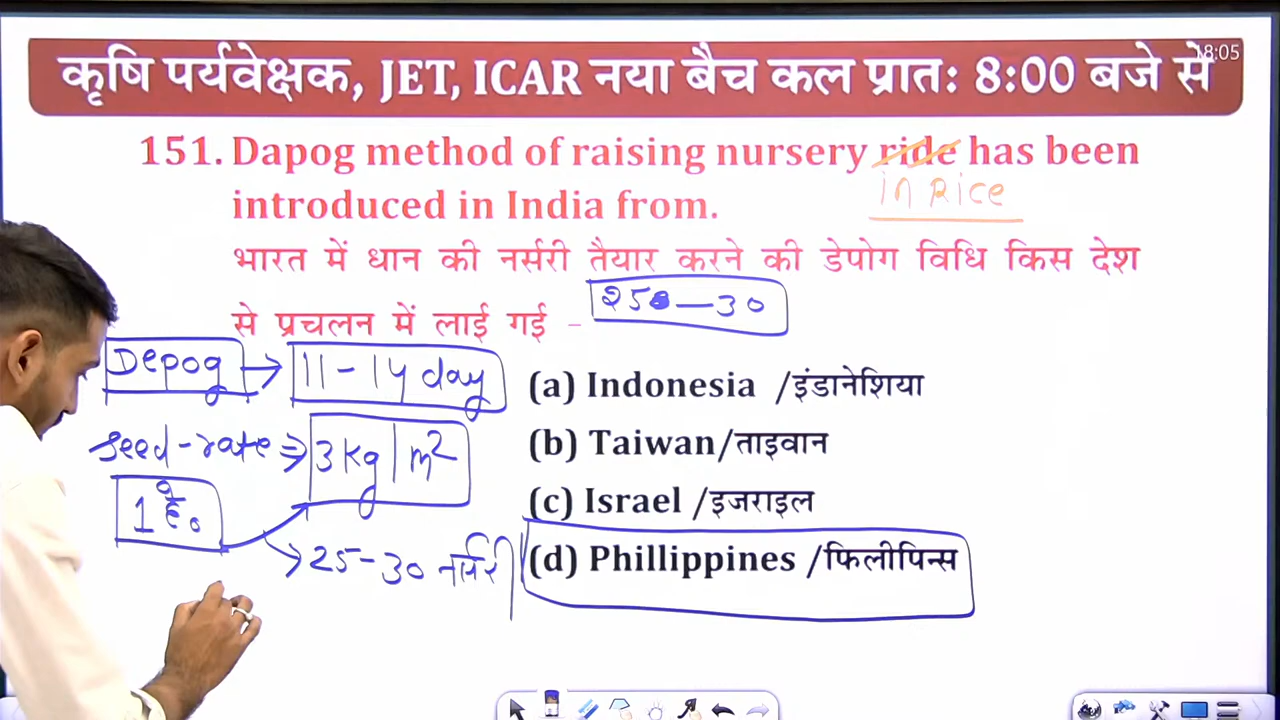 18:05
कृषि पर्यवेक्षक, JET, ICAR नया बैच कल प्रातः 8:00 बजे से
151. Dapog method of raising nursery ride has been
in Rice
introduced in India from.
भारत में धान की नर्सरी तैयार करने की डेपोग विधि किस देश
से प्रचलन में लाई गई -
25 - 30
Depog → 11-14 day
Seed-rate ⇒ 3 kg | m²
1 है०
→ 25-30 नर्सरी
(a) Indonesia /इंडानेशिया
(b) Taiwan/ताइवान
(c) Israel /इजराइल
(d) Phillippines /फिलीपिन्स